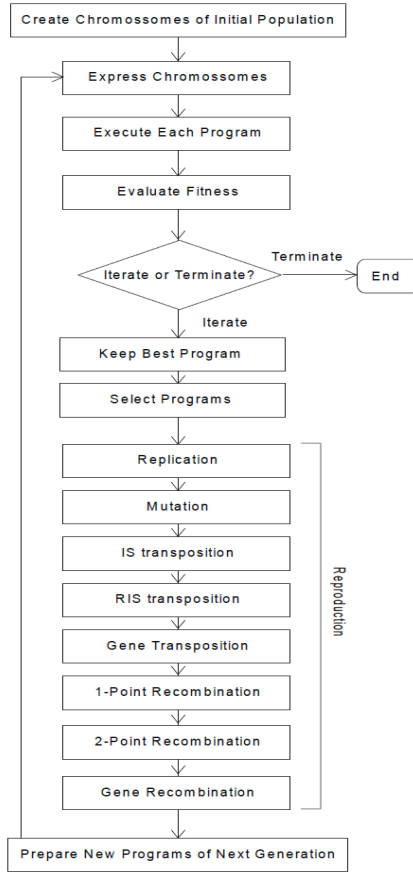 Create Chromossomes of Initial Population
Express Chromossomes
Execute Each Program
Evaluate Fitness
Iterate or Terminate?
Terminate
End
Iterate
Keep Best Program
Select Programs
Replication
Mutation
IS transposition
RIS transposition
Gene Transposition
1-Point Recombination
2-Point Recombination
Gene Recombination
Reproduction
Prepare New Programs of Next Generation